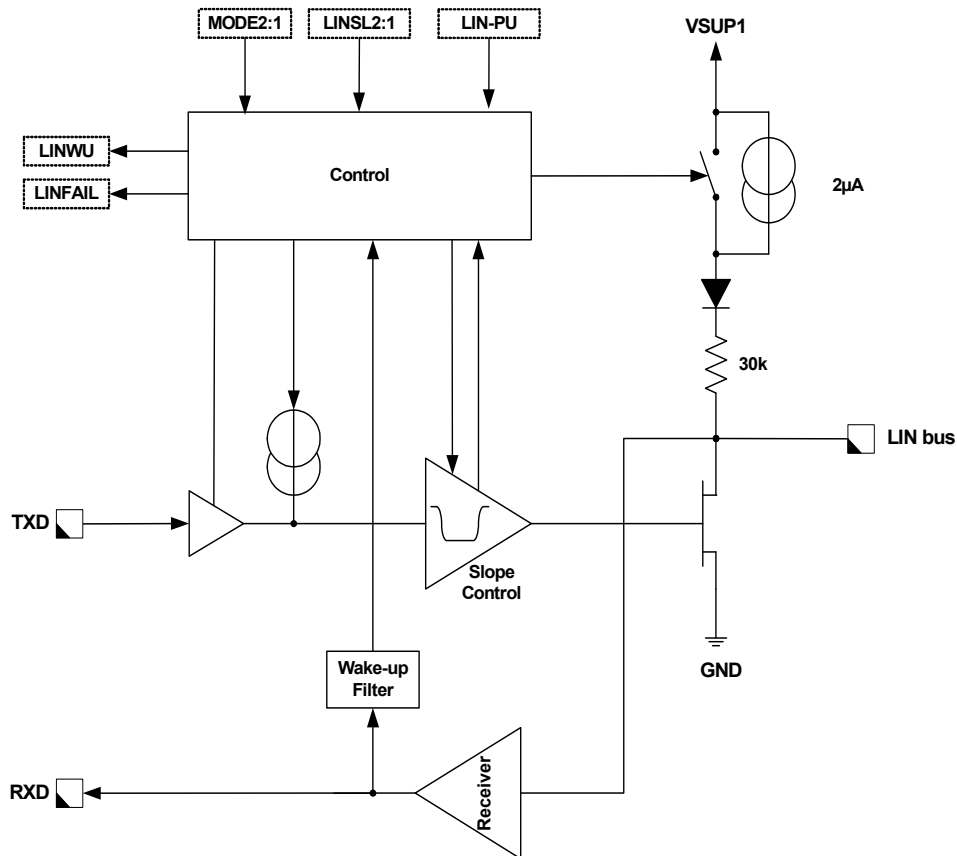 MODE2:1
LINSL2:1
LIN-PU
VSUP1
LINWU
LINFAIL
Control
2µA
30k
LIN bus
TXD
Slope
Control
GND
Wake-up
Filter
RXD
Receiver